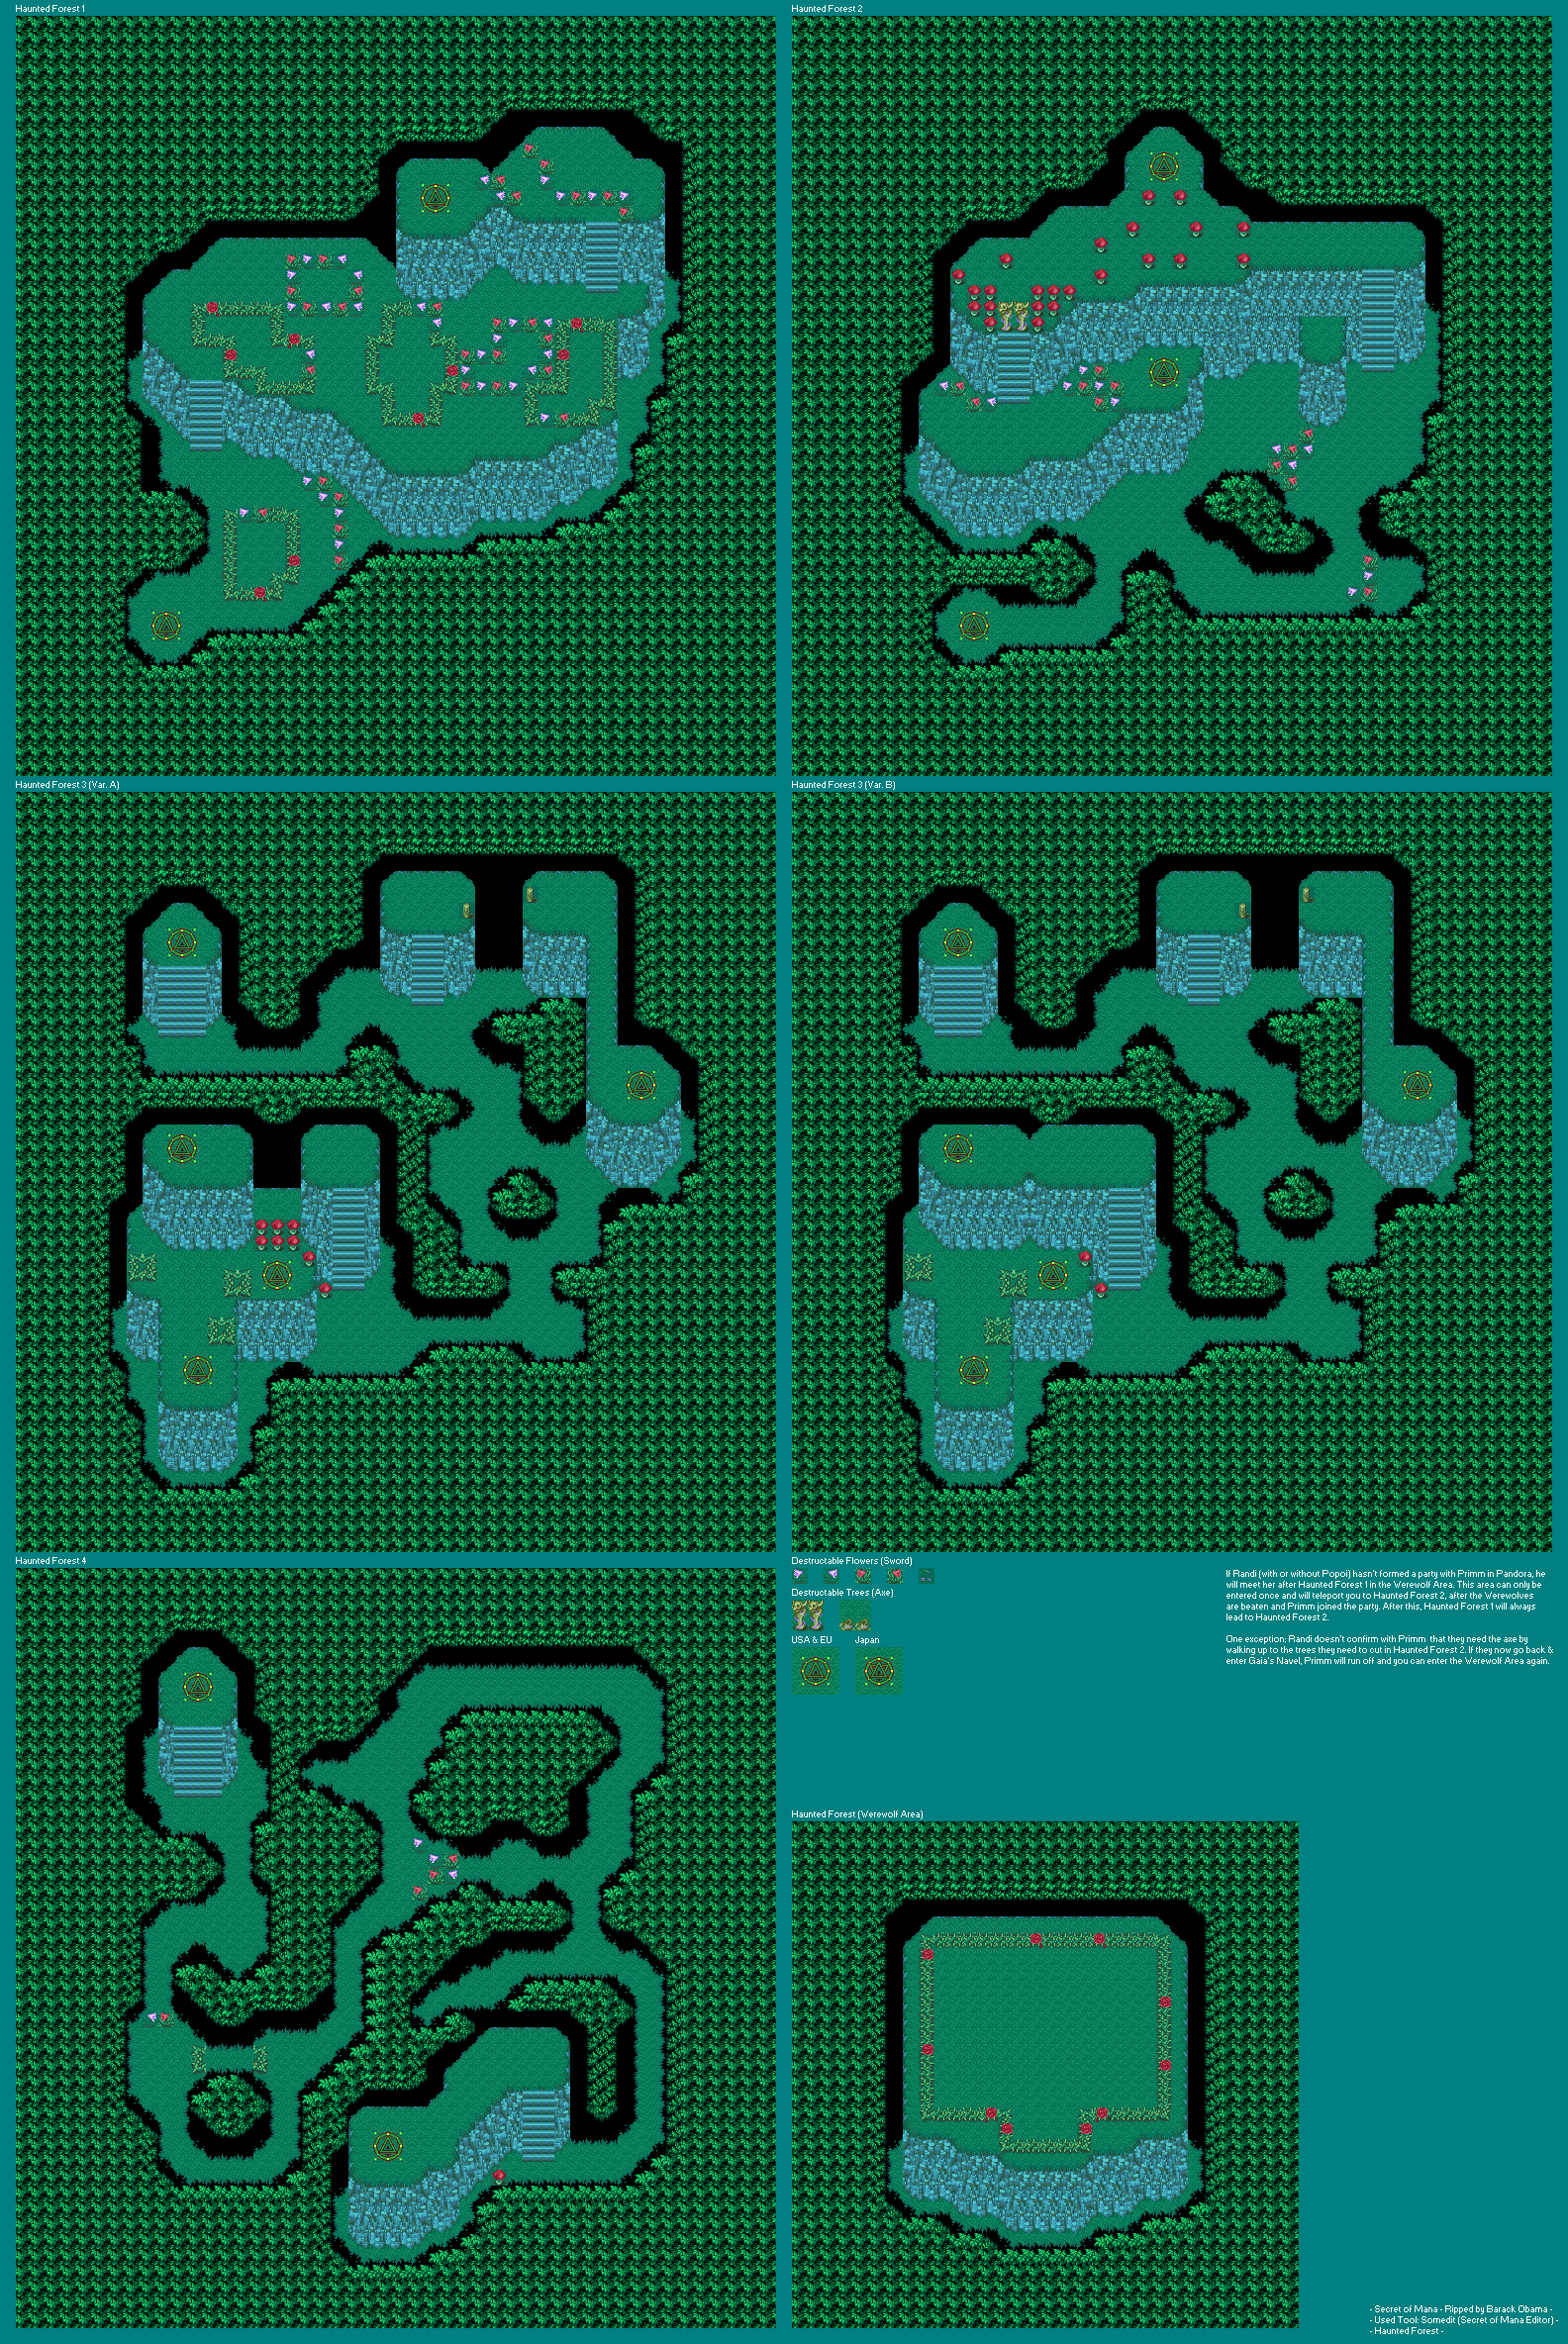 Haunted Forest 1
Haunted Forest 2
Haunted Forest 3 (Var. A)
Haunted Forest 3 (Var. B)
Haunted Forest 4
Destructable Flowers (Sword)
Destructable Trees (Axe)
USA & EU
Japan
If Randi (with or without Popoi) hasn't formed a party with Primm in Pandora, he
will meet her after Haunted Forest 1 in the Werewolf Area. This area can only be
entered once and will teleport you to Haunted Forest 2, after the Werewolves
are beaten and Primm joined the party. After this, Haunted Forest 1 will always
lead to Haunted Forest 2.
One exception: Randi doesn't confirm with Primm that they need the axe by
walking up to the trees they need to cut in Haunted Forest 2. If they now go back &
enter Gaia's Navel, Primm will run off and you can enter the Werewolf Area again.
Haunted Forest (Werewolf Area)
- Secret of Mana - Ripped by Barack Obama -
- Used Tool: Somedit (Secret of Mana Editor) -
- Haunted Forest -